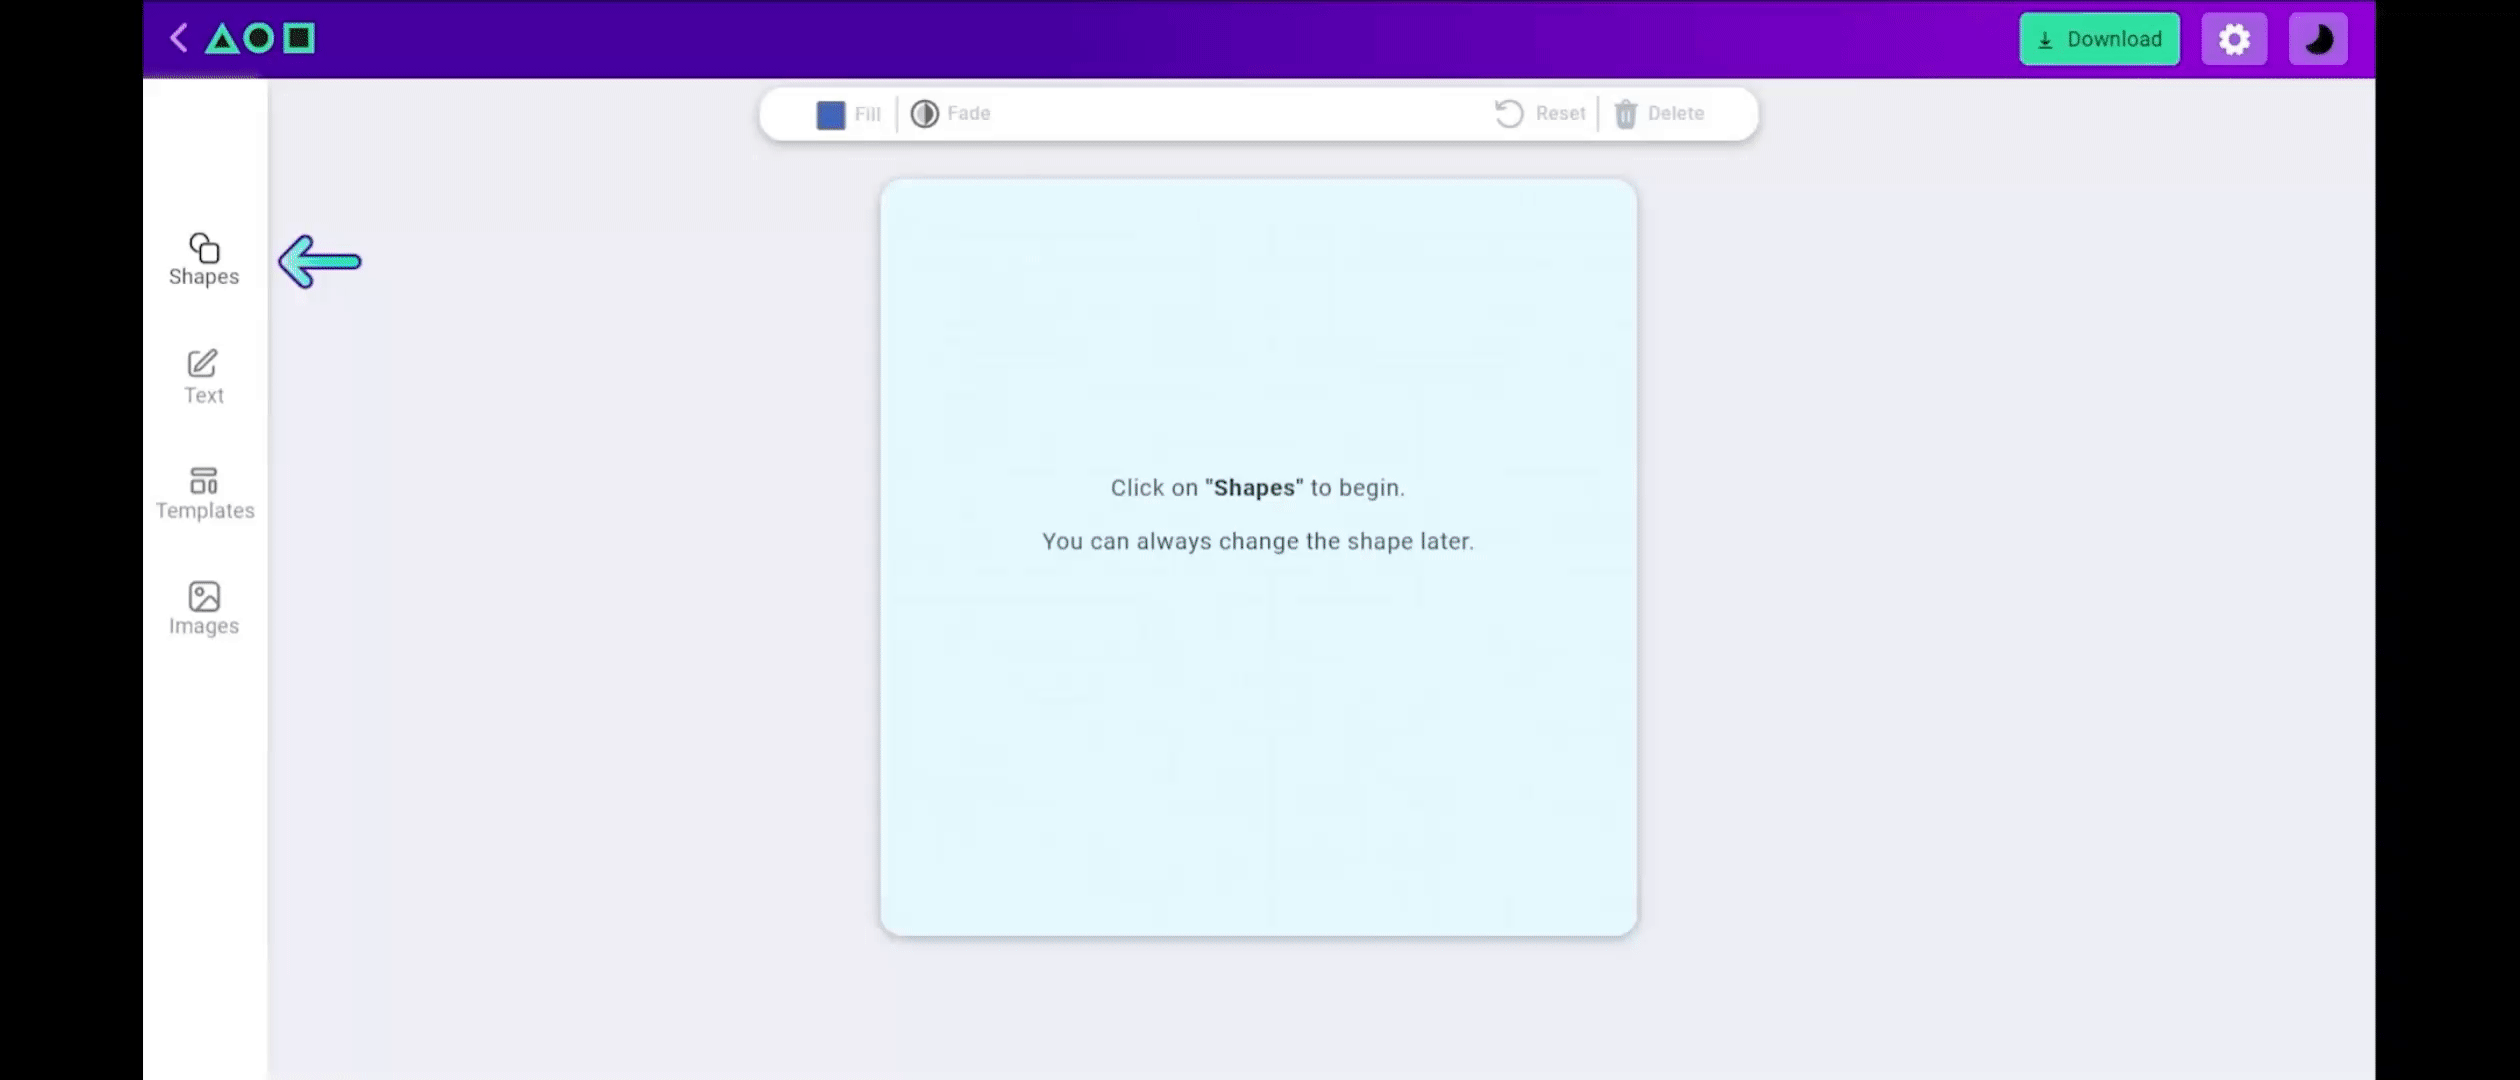 Download
Fill
Fade
Reset
Delete
Shapes
Text
Templates
Images
Click on "Shapes" to begin.
You can always change the shape later.